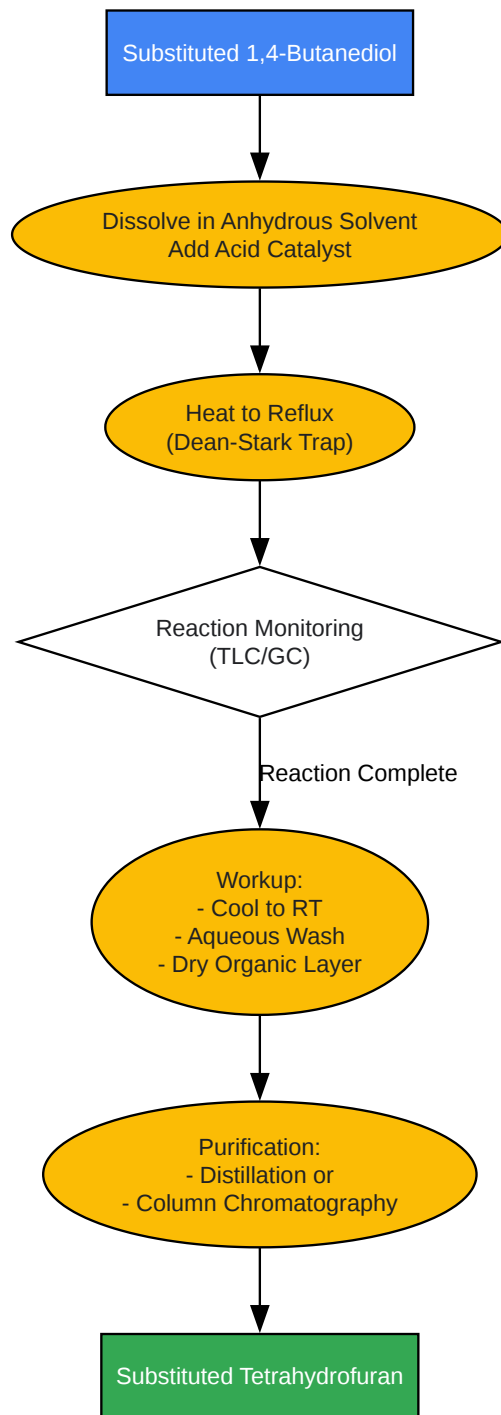 Substituted 1,4-Butanediol
Dissolve in Anhydrous Solvent
Add Acid Catalyst
Heat to Reflux
(Dean-Stark Trap)
Reaction Monitoring
(TLC/GC)
Reaction Complete
Workup:
- Cool to RT
- Aqueous Wash
- Dry Organic Layer
Purification:
- Distillation or
- Column Chromatography
Substituted Tetrahydrofuran